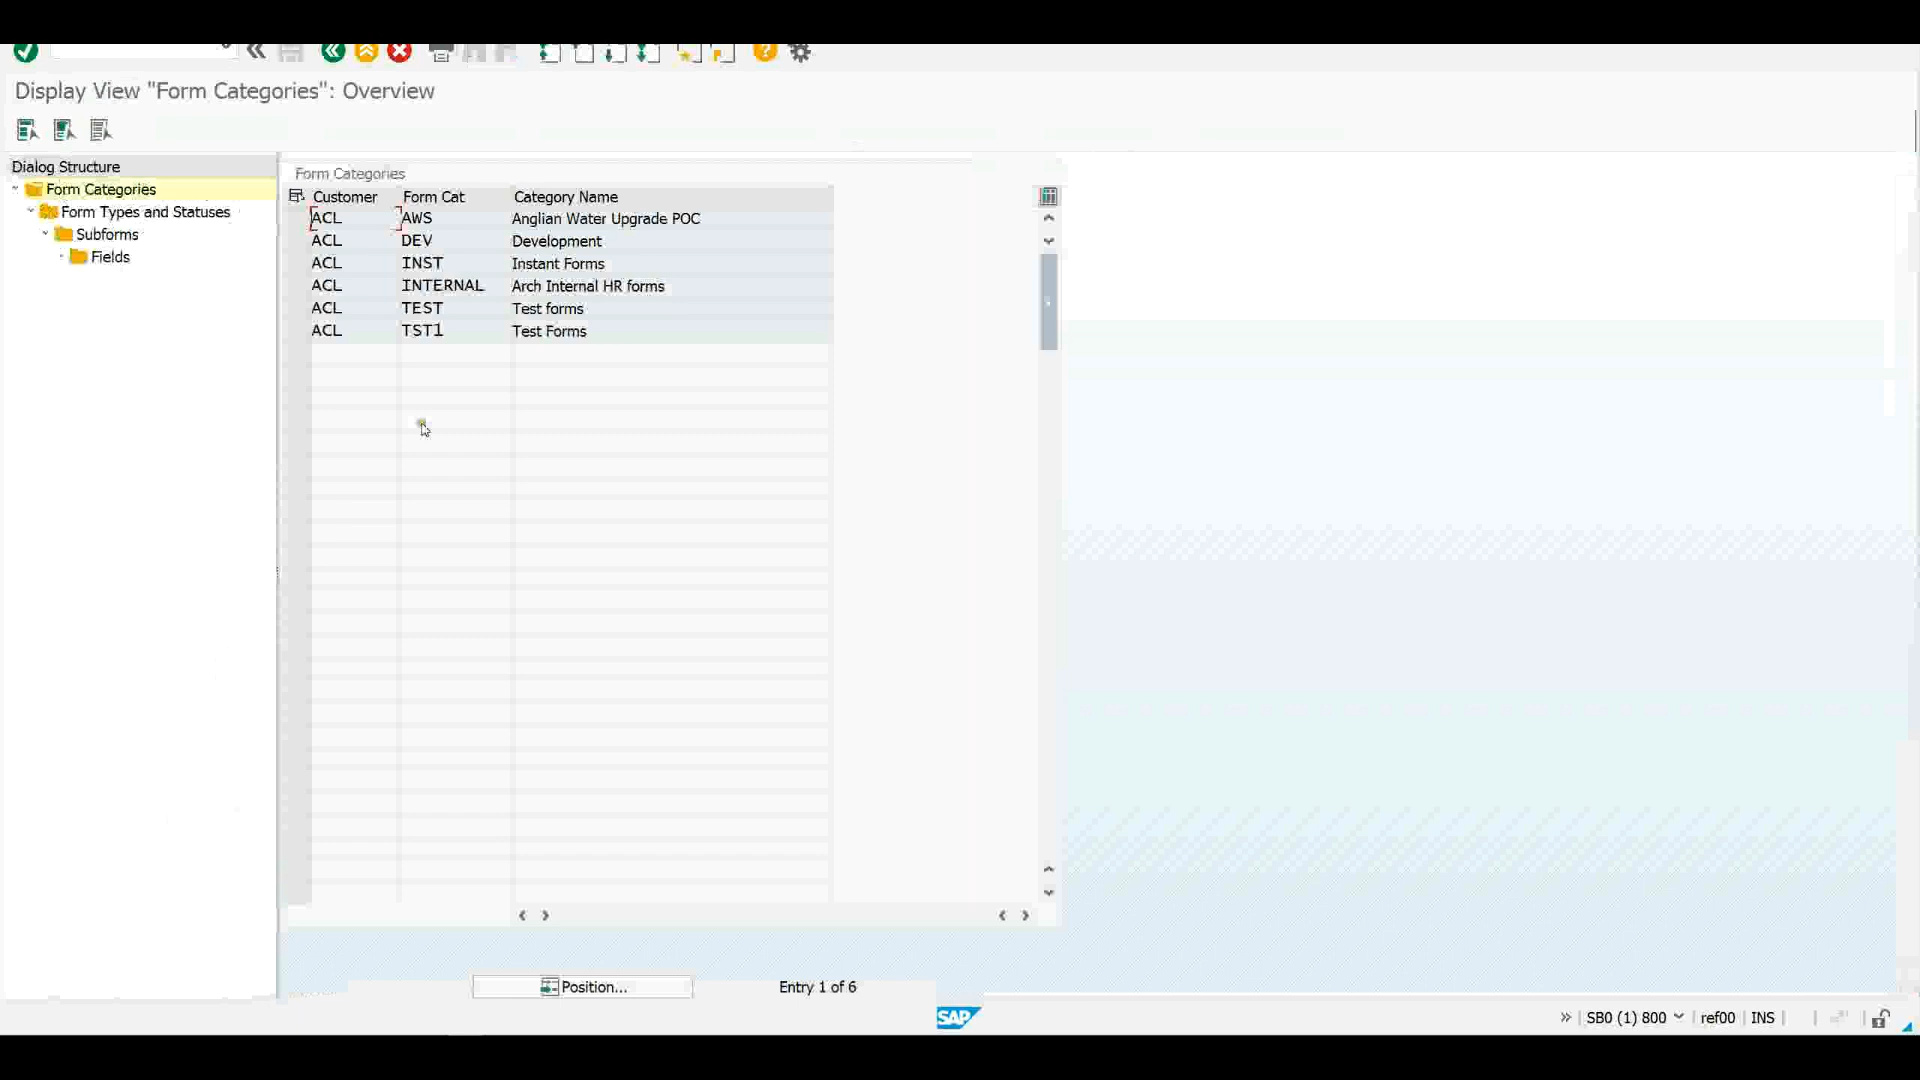 Display View "Form Categories": Overview
Dialog Structure
Form Categories
Form Types and Statuses
Subforms
Fields
Form Categories
Customer Form Cat Category Name
ACL AWS Anglian Water Upgrade POC
ACL DEV Development
ACL INST Instant Forms
ACL INTERNAL Arch Internal HR forms
ACL TEST Test forms
ACL TST1 Test Forms
Position... Entry 1 of 6
SAP
SB0 (1) 800 ref00 INS